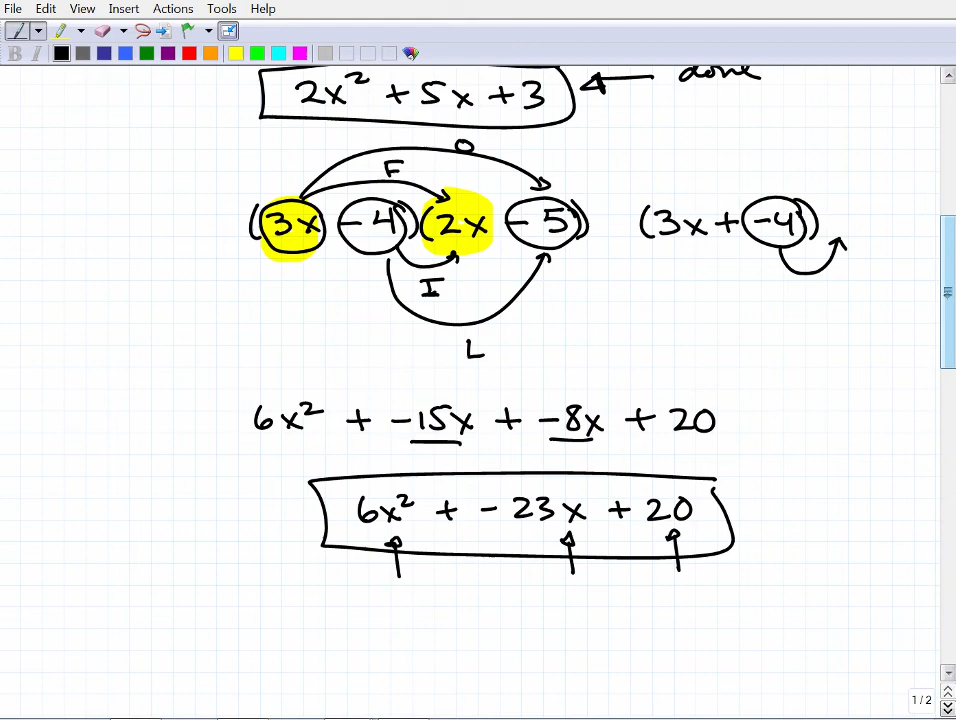 File Edit View Insert Actions Tools Help
B I
done
2x² + 5x + 3
O
F
(3x - 4)(2x - 5) (3x + -4)
I
L
6x² + -15x + -8x + 20
6x² + -23x + 20
1 / 2